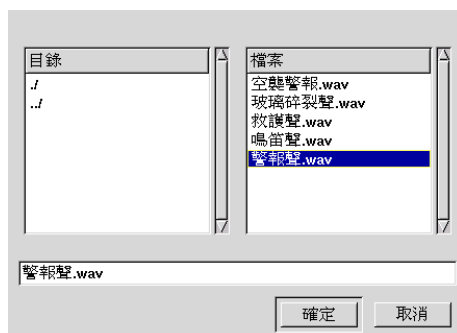 目錄
./
../
檔案
空襲警報.wav
玻璃碎裂聲.wav
救護聲.wav
鳴笛聲.wav
警報聲.wav
警報聲.wav
確定
取消